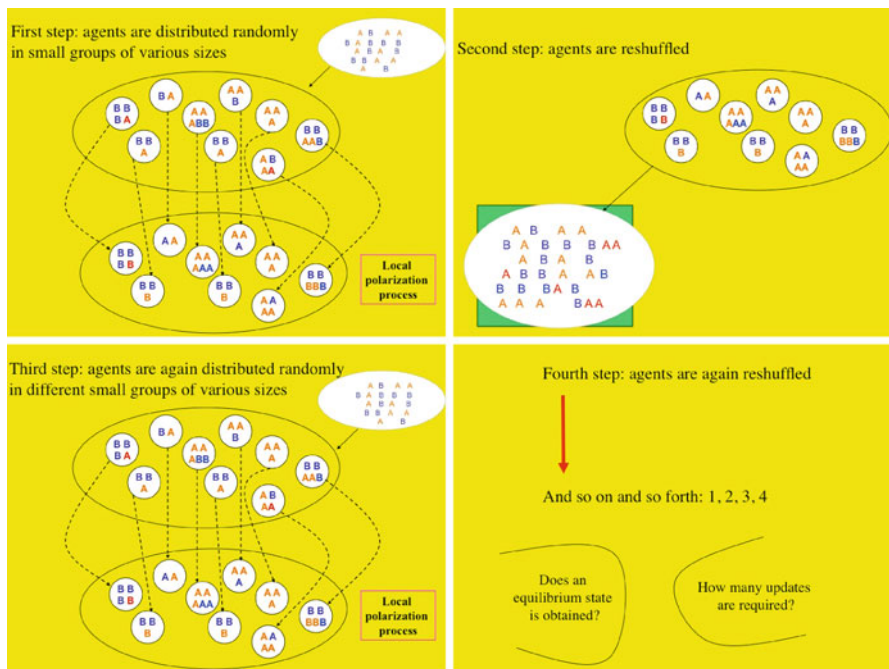 First step: agents are distributed randomly
in small groups of various sizes
A B A A
B A B B B
A B A B
B B A A
A B
B B
B A
B A
A A
A B B
A A
B
A A
A
B B
A A B
B B
A
B B
A
A B
A A
B B
B B
A A
A A
A A A
A A
A
A A
A
B B
B B B
B B
B
B B
B
A A
A A
Local
polarization
process
Second step: agents are reshuffled
B B
B B
A A
A A
A A A
A A
A
A A
A
B B
B B B
B B
B
B B
B
A A
A A
A B A A
B A B B B A A
A B A B
A B B A A B
B B B A B
A A A B A A
Third step: agents are again distributed randomly
in different small groups of various sizes
A B A A
B A B B B
A B A B
B B A A
A B
B B
B A
B A
A A
A B B
A A
B
A A
A
B B
A A B
B B
A
B B
A
A B
A A
B B
B B
A A
A A
A A A
A A
A
A A
A
B B
B B B
B B
B
B B
B
A A
A A
Local
polarization
process
Fourth step: agents are again reshuffled
And so on and so forth: 1, 2, 3, 4
Does an
equilibrium state
is obtained?
How many updates
are required?